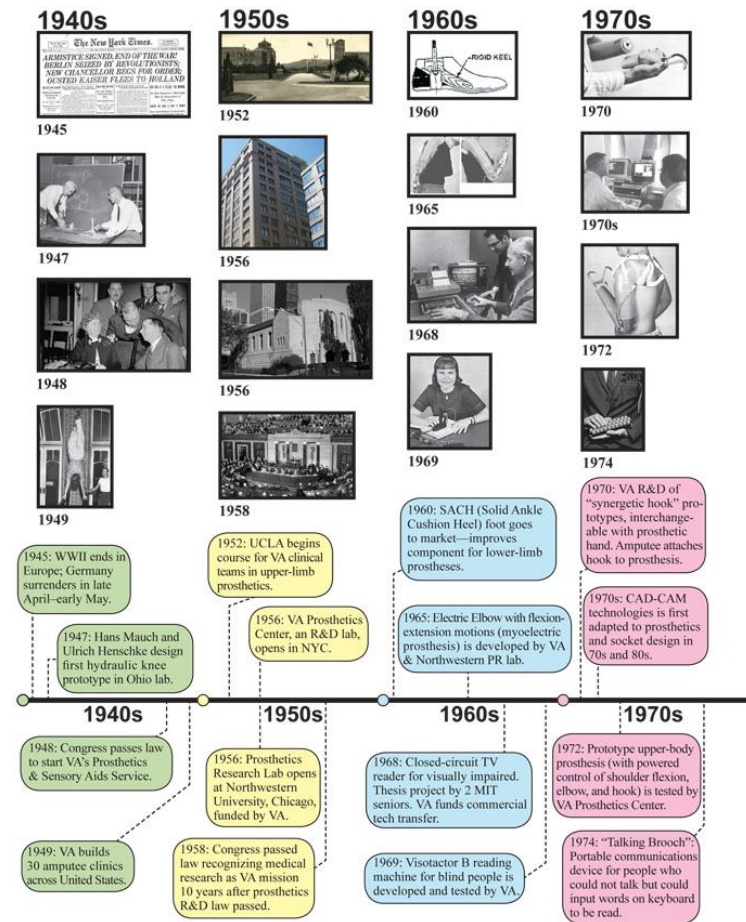 1940s
1950s
1960s
1970s
The New York Times.
ARMISTICE SIGNED, END OF THE WAR!
BERLIN SEIZED BY REVOLUTIONISTS;
NEW CHANCELLOR BEGS FOR ORDER;
OUSTED KAISER FLEES TO HOLLAND
1945
1952
RIGID KEEL
1960
1970
1947
1956
1965
1970s
1948
1956
1968
1972
1949
1958
1969
1974
1945: WWII ends in
Europe; Germany
surrenders in late
April–early May.
1947: Hans Mauch and
Ulrich Henschke design
first hydraulic knee
prototype in Ohio lab.
1952: UCLA begins
course for VA clinical
teams in upper-limb
prosthetics.
1956: VA Prosthetics
Center, an R&D lab,
opens in NYC.
1960: SACH (Solid Ankle
Cushion Heel) foot goes
to market—improves
component for lower-limb
prostheses.
1965: Electric Elbow with flexion-
extension motions (myoelectric
prosthesis) is developed by VA
& Northwestern PR lab.
1970: VA R&D of
“synergetic hook” pro-
totypes, interchange-
able with prosthetic
hand. Amputee attaches
hook to prosthesis.
1970s: CAD-CAM
technologies is first
adapted to prosthetics
and socket design in
70s and 80s.
1940s
1950s
1960s
1970s
1948: Congress passes law
to start VA’s Prosthetics
& Sensory Aids Service.
1949: VA builds
30 amputee clinics
across United States.
1956: Prosthetics
Research Lab opens
at Northwestern
University, Chicago,
funded by VA.
1958: Congress passed
law recognizing medical
research as VA mission
10 years after prosthetics
R&D law passed.
1968: Closed-circuit TV
reader for visually impaired.
Thesis project by 2 MIT
seniors. VA funds commercial
tech transfer.
1969: Visotactor B reading
machine for blind people is
developed and tested by VA.
1972: Prototype upper-body
prosthesis (with powered
control of shoulder flexion,
elbow, and hook) is tested by
VA Prosthetics Center.
1974: “Talking Brooch”:
Portable communications
device for people who
could not talk but could
input words on keyboard
to be read.